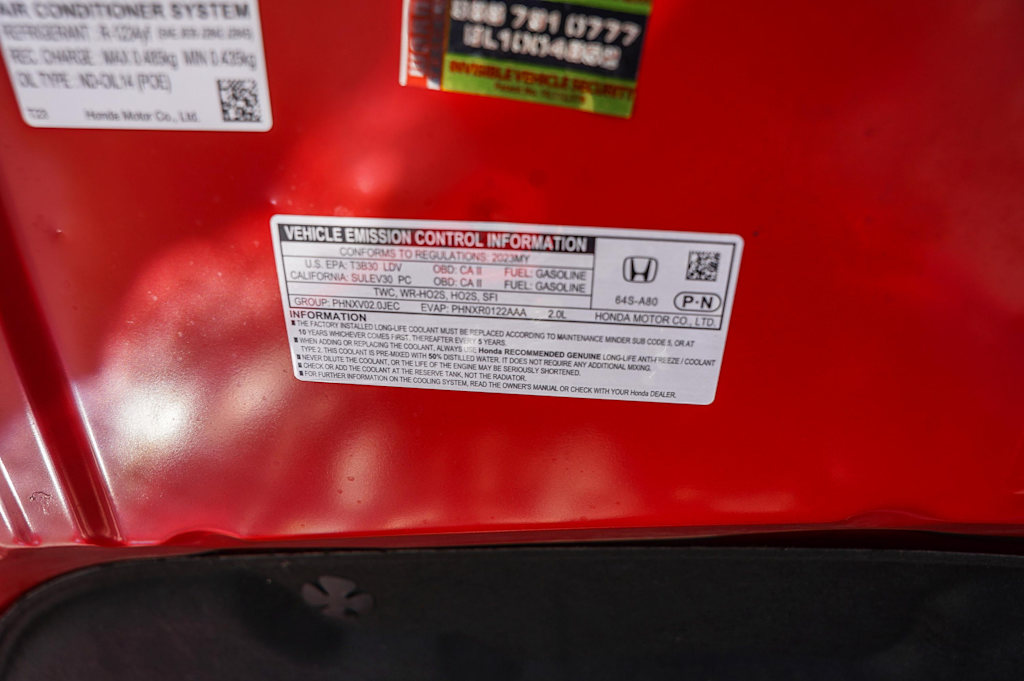 AIR CONDITIONER SYSTEM
REFRIGERANT : R-1234yf
REC. CHARGE : MAX 0.485kg MIN 0.435kg
OIL TYPE : ND-OIL14 (POE)
Honda Motor Co., Ltd.
INVISIBLE VEHICLE SECURITY
VEHICLE EMISSION CONTROL INFORMATION
CONFORMS TO REGULATIONS: 2023MY
U.S. EPA: T3B30 LDV OBD: CA II FUEL: GASOLINE
CALIFORNIA: SULEV30 PC OBD: CA II FUEL: GASOLINE
TWC, WR-HO2S, HO2S, SFI
GROUP: PHNXV02.0JEC EVAP: PHNXR0122AAA 2.0L
64S-A80 P·N
HONDA MOTOR CO., LTD.
INFORMATION
■ THE FACTORY INSTALLED LONG-LIFE COOLANT MUST BE REPLACED ACCORDING TO MAINTENANCE MINDER SUB CODE 5, OR AT
10 YEARS WHICHEVER COMES FIRST, THEREAFTER EVERY 5 YEARS.
■ WHEN ADDING OR REPLACING THE COOLANT, ALWAYS USE Honda RECOMMENDED GENUINE LONG-LIFE ANTI-FREEZE / COOLANT
TYPE 2. THIS COOLANT IS PRE-MIXED WITH 50% DISTILLED WATER. IT DOES NOT REQUIRE ANY ADDITIONAL MIXING.
■ NEVER DILUTE THE COOLANT, OR THE LIFE OF THE ENGINE MAY BE SERIOUSLY SHORTENED.
■ CHECK OR ADD THE COOLANT AT THE RESERVE TANK, NOT THE RADIATOR.
■ FOR FURTHER INFORMATION ON THE COOLING SYSTEM, READ THE OWNER'S MANUAL OR CHECK WITH YOUR Honda DEALER.